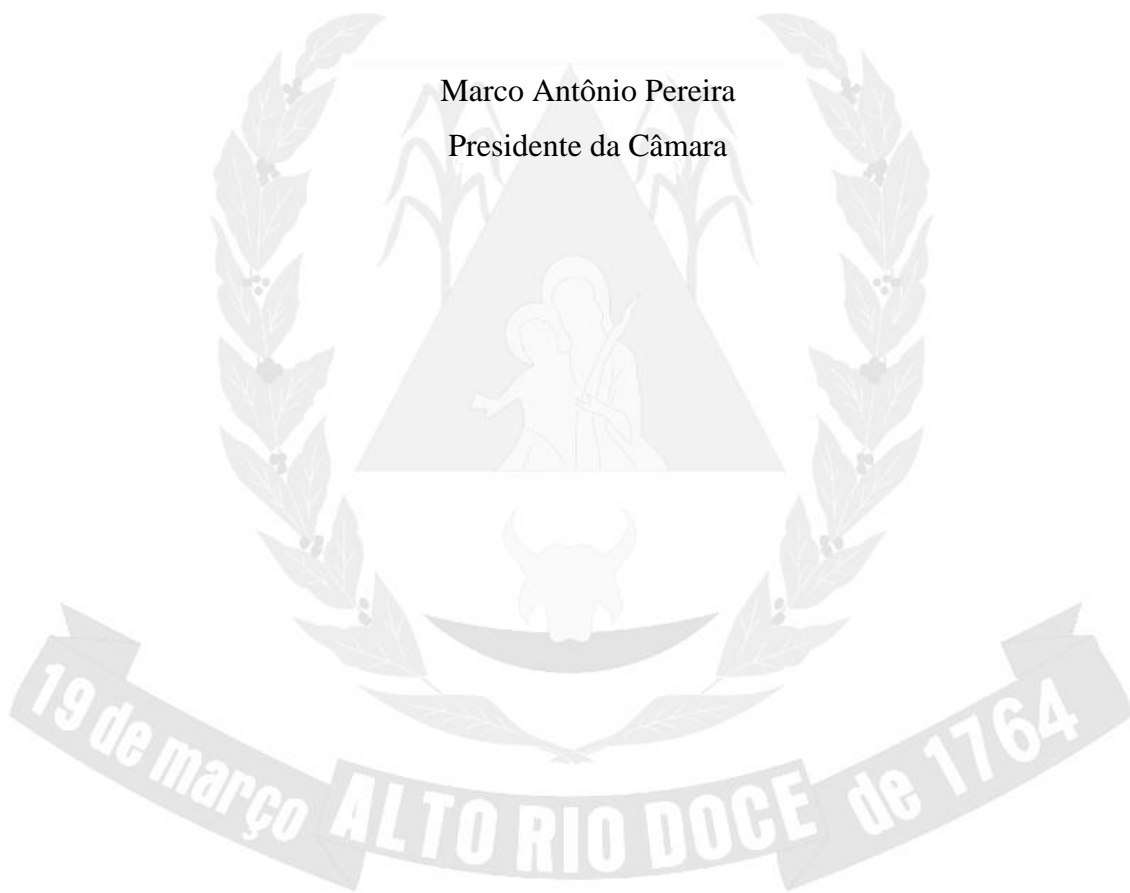 Marco Antônio Pereira
Presidente da Câmara
19 de março ALTO RIO DOCE de 1764